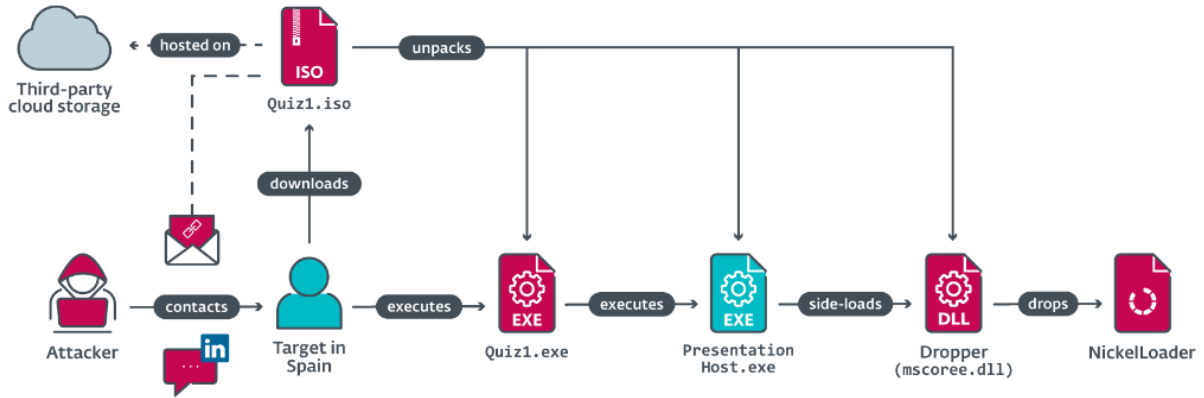 hosted on
unpacks
ISO
Third-party
cloud storage
Quiz1.iso
downloads
contacts
executes
EXE
executes
EXE
side-loads
DLL
drops
in
Attacker
Target in
Spain
Quiz1.exe
Presentation
Host.exe
Dropper
(mscoree.dll)
NickelLoader